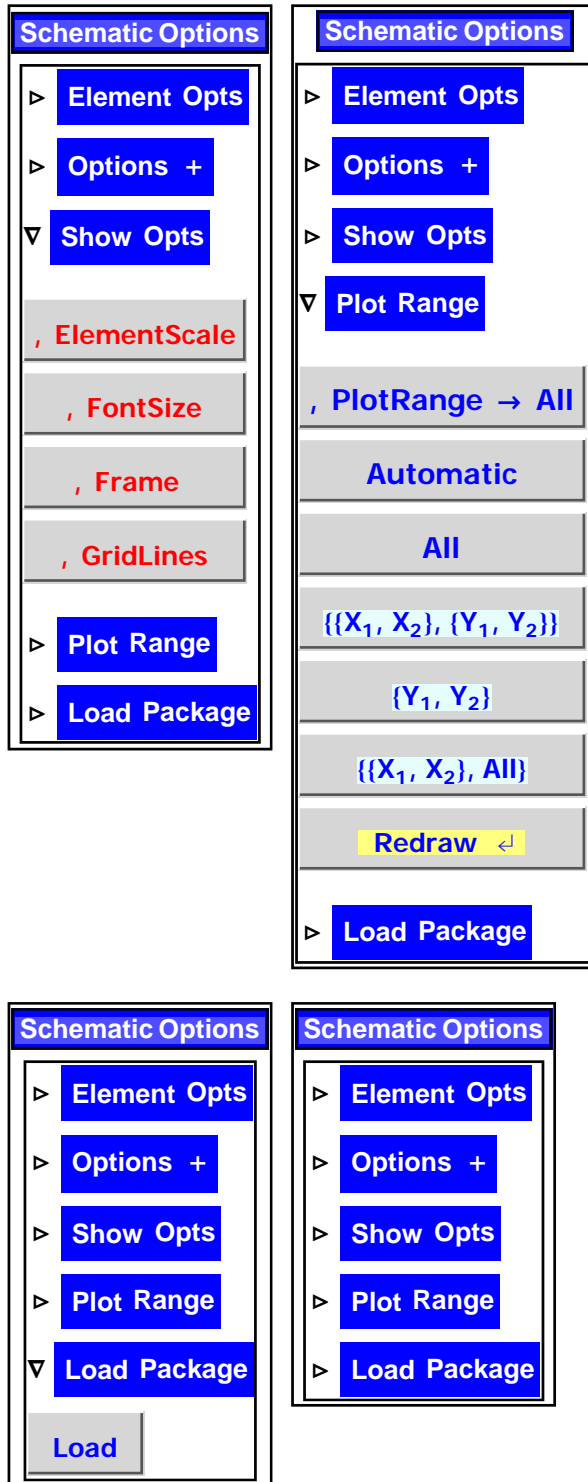 Schematic Options
▷ Element Opts
▷ Options +
▽ Show Opts
, ElementScale
, FontSize
, Frame
, GridLines
▷ Plot Range
▷ Load Package
Schematic Options
▷ Element Opts
▷ Options +
▷ Show Opts
▽ Plot Range
, PlotRange → All
Automatic
All
{{X₁, X₂}, {Y₁, Y₂}}
{Y₁, Y₂}
{{X₁, X₂}, All}
Redraw ↵
▷ Load Package
Schematic Options
▷ Element Opts
▷ Options +
▷ Show Opts
▷ Plot Range
▽ Load Package
Load
Schematic Options
▷ Element Opts
▷ Options +
▷ Show Opts
▷ Plot Range
▷ Load Package